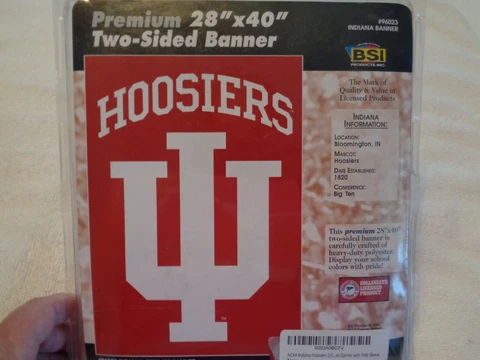 Premium 28"x40"
Two-Sided Banner
#96023
INDIANA BANNER
BSI
PRODUCTS, INC.
The Mark of
Quality & Value in
Licensed Products
INDIANA
INFORMATION:
LOCATION:
Bloomington, IN
MASCOT:
Hoosiers
DATE ESTABLISHED:
1820
CONFERENCE:
Big Ten
HOOSIERS
IU
This premium 28"x40"
two-sided banner is
carefully crafted of
heavy-duty polyester.
Display your school
colors with pride!
COLLEGIATE
LICENSED
PRODUCT